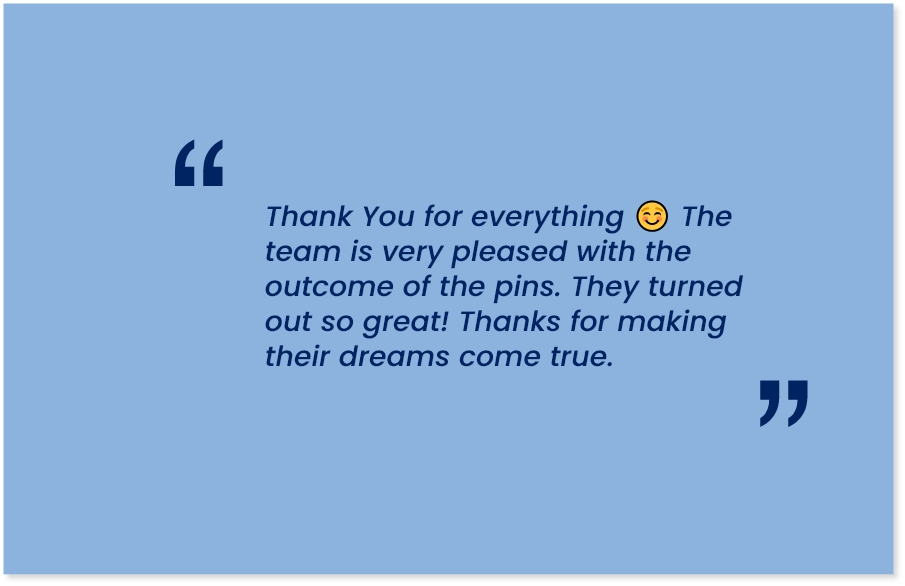 “
Thank You for everything 😊 The
team is very pleased with the
outcome of the pins. They turned
out so great! Thanks for making
their dreams come true.
”